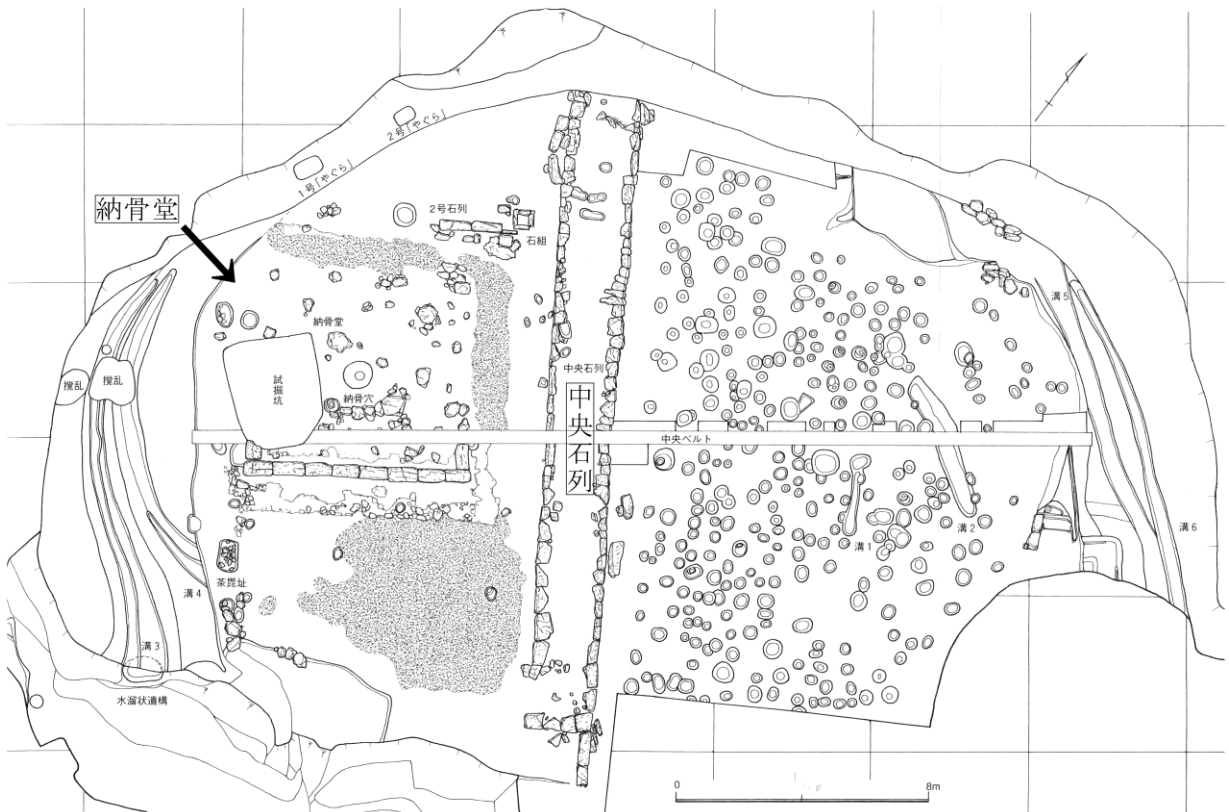 2号「やぐら」
1号「やぐら」
納骨堂
2号石列
石組
溝5
納骨堂
中央石列
撹乱
撹乱
試掘坑
納骨穴
中央石列
中央ベルト
溝1
溝2
溝6
茶毘址
溝4
溝3
水溜状遺構
0
8m